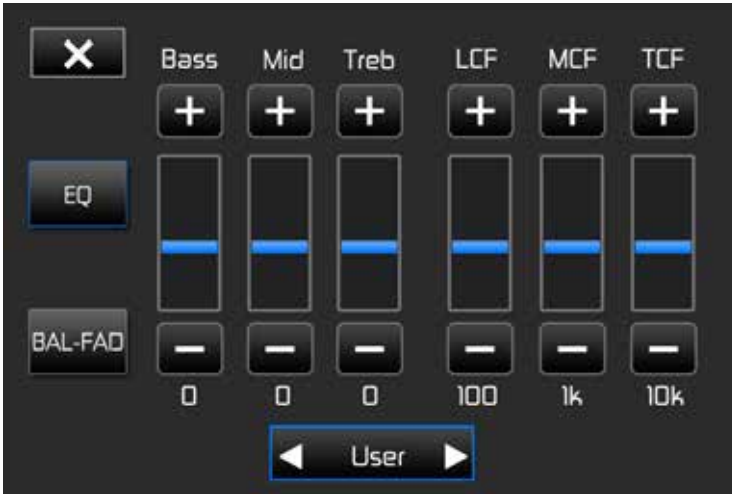 Bass Mid Treb LCF MCF TCF
EQ
BAL-FAD
0 0 0 100 1k 10k
User